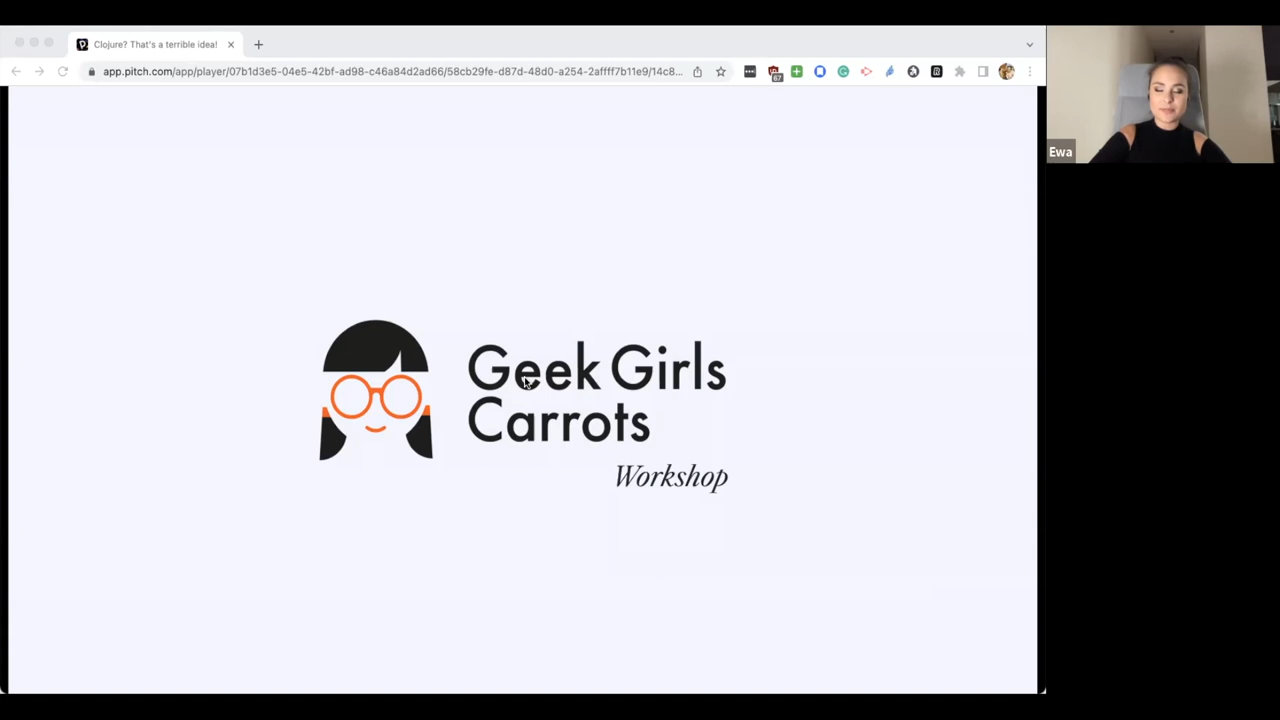 Clojure? That's a terrible idea!
app.pitch.com/app/player/07b1d3e5-04e5-42bf-ad98-c46a84d2ad66/58cb29fe-d87d-48d0-a254-2affff7b11e9/14c8...
67
Ewa
Geek Girls
Carrots
Workshop